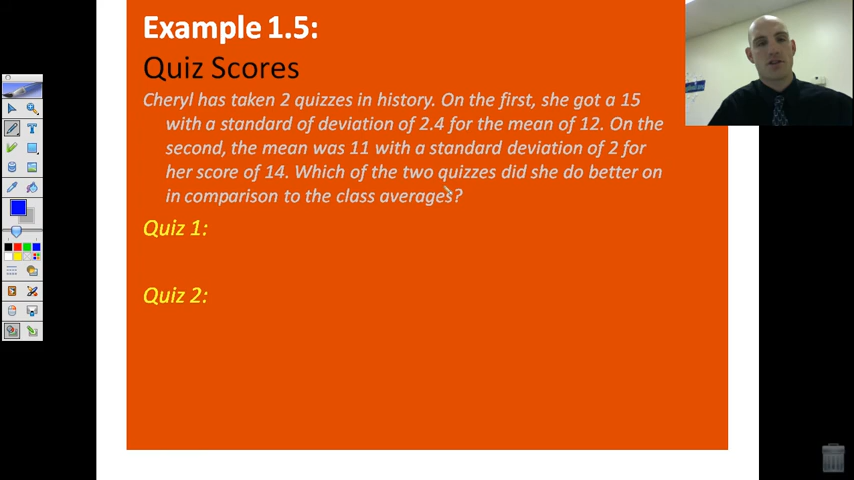 Example 1.5:
Quiz Scores
Cheryl has taken 2 quizzes in history. On the first, she got a 15
with a standard of deviation of 2.4 for the mean of 12. On the
second, the mean was 11 with a standard deviation of 2 for
her score of 14. Which of the two quizzes did she do better on
in comparison to the class averages?
Quiz 1:
Quiz 2: